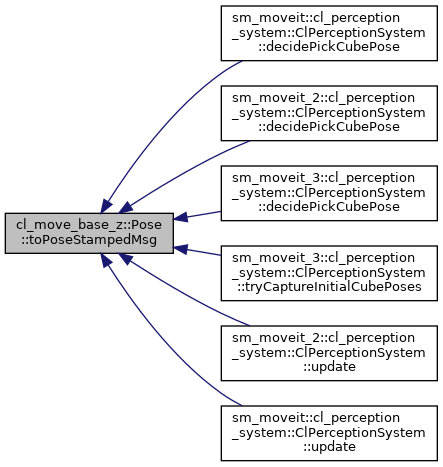 sm_moveit::cl_perception
_system::ClPerceptionSystem
::decidePickCubePose
sm_moveit_2::cl_perception
_system::ClPerceptionSystem
::decidePickCubePose
sm_moveit_3::cl_perception
_system::ClPerceptionSystem
::decidePickCubePose
cl_move_base_z::Pose
::toPoseStampedMsg
sm_moveit_3::cl_perception
_system::ClPerceptionSystem
::tryCaptureInitialCubePoses
sm_moveit_2::cl_perception
_system::ClPerceptionSystem
::update
sm_moveit::cl_perception
_system::ClPerceptionSystem
::update